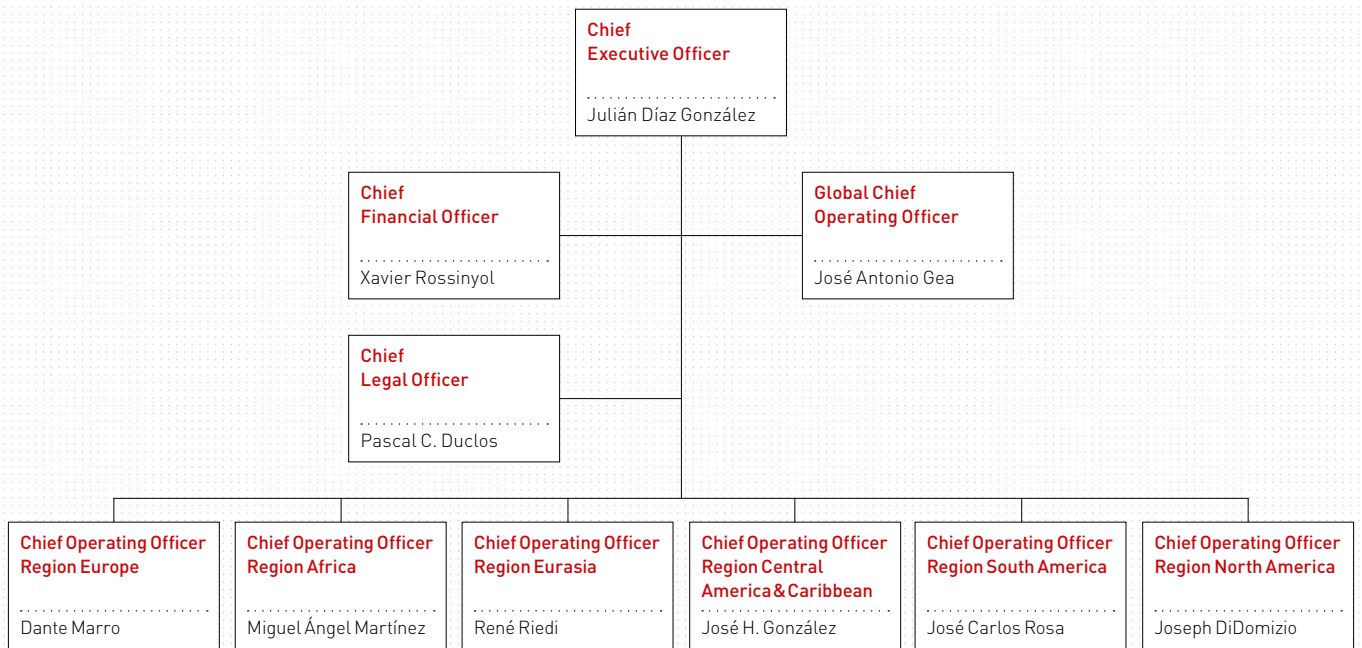 Chief
Executive Officer
Julián Díaz González
Chief
Financial Officer
Xavier Rossinyol
Global Chief
Operating Officer
José Antonio Gea
Chief
Legal Officer
Pascal C. Duclos
Chief Operating Officer
Region Europe
Dante Marro
Chief Operating Officer
Region Africa
Miguel Ángel Martínez
Chief Operating Officer
Region Eurasia
René Riedi
Chief Operating Officer
Region Central
America & Caribbean
José H. González
Chief Operating Officer
Region South America
José Carlos Rosa
Chief Operating Officer
Region North America
Joseph DiDomizio